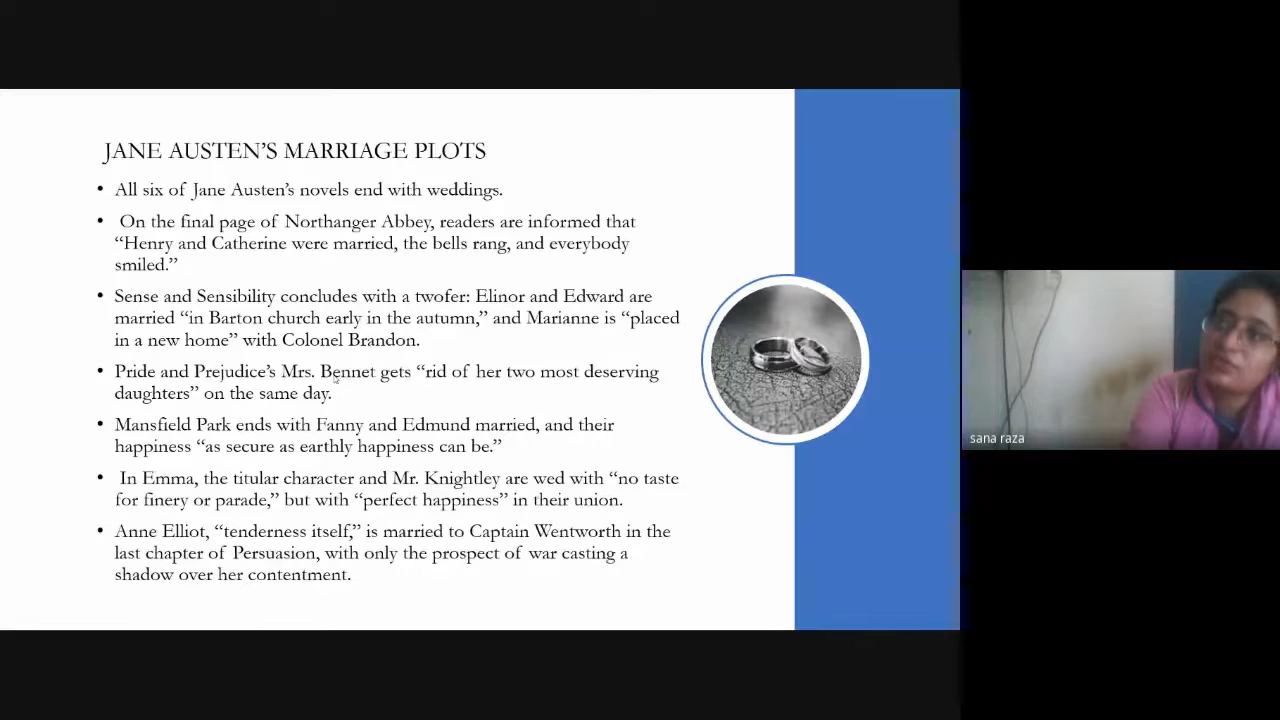 JANE AUSTEN’S MARRIAGE PLOTS
• All six of Jane Austen’s novels end with weddings.
• On the final page of Northanger Abbey, readers are informed that
“Henry and Catherine were married, the bells rang, and everybody
smiled.”
• Sense and Sensibility concludes with a twofer: Elinor and Edward are
married “in Barton church early in the autumn,” and Marianne is “placed
in a new home” with Colonel Brandon.
• Pride and Prejudice’s Mrs. Bennet gets “rid of her two most deserving
daughters” on the same day.
• Mansfield Park ends with Fanny and Edmund married, and their
happiness “as secure as earthly happiness can be.”
• In Emma, the titular character and Mr. Knightley are wed with “no taste
for finery or parade,” but with “perfect happiness” in their union.
• Anne Elliot, “tenderness itself,” is married to Captain Wentworth in the
last chapter of Persuasion, with only the prospect of war casting a
shadow over her contentment.
sana raza